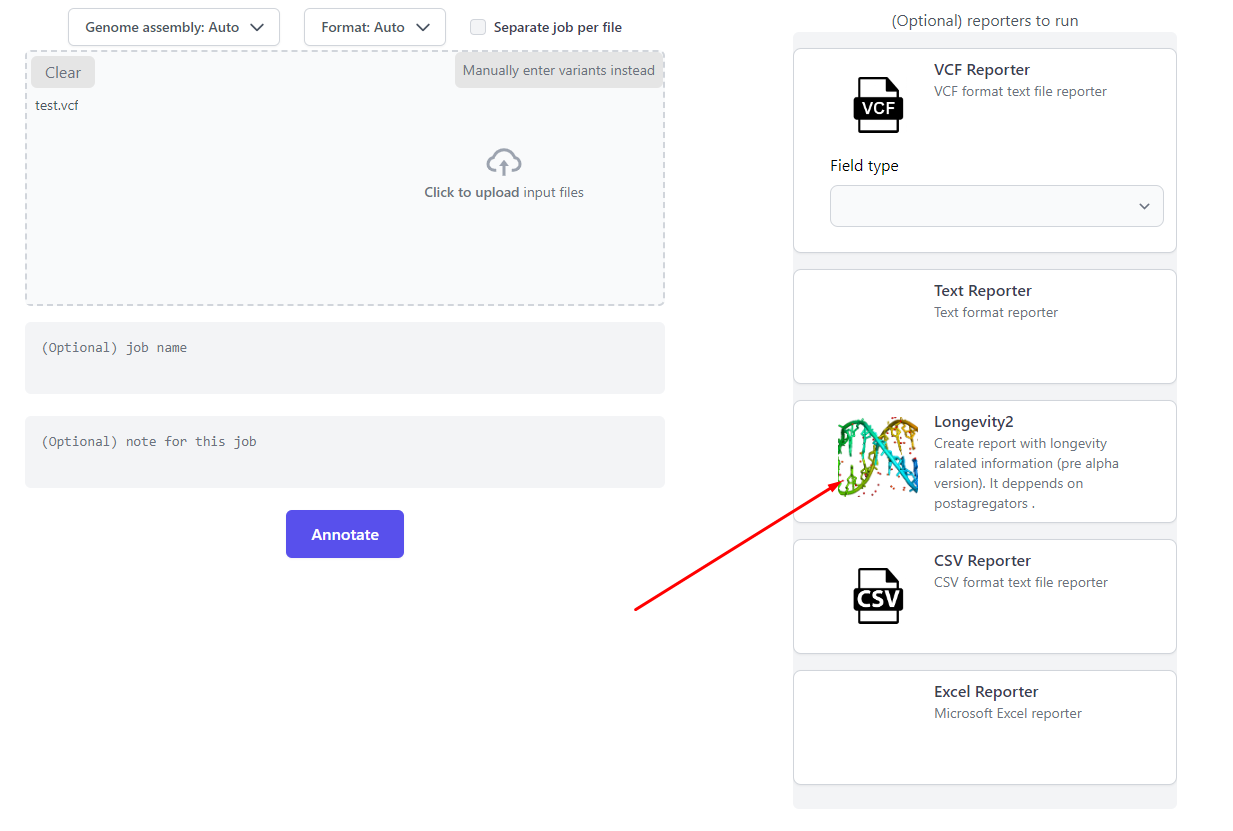 Genome assembly: Auto
Format: Auto
Separate job per file
Clear
Manually enter variants instead
test.vcf
Click to upload input files
(Optional) job name
(Optional) note for this job
Annotate
(Optional) reporters to run
VCF Reporter
VCF format text file reporter
VCF
Field type
Text Reporter
Text format reporter
Longevity2
Create report with longevity
ralated information (pre alpha
version). It deppends on
postagregators .
CSV Reporter
CSV format text file reporter
CSV
Excel Reporter
Microsoft Excel reporter